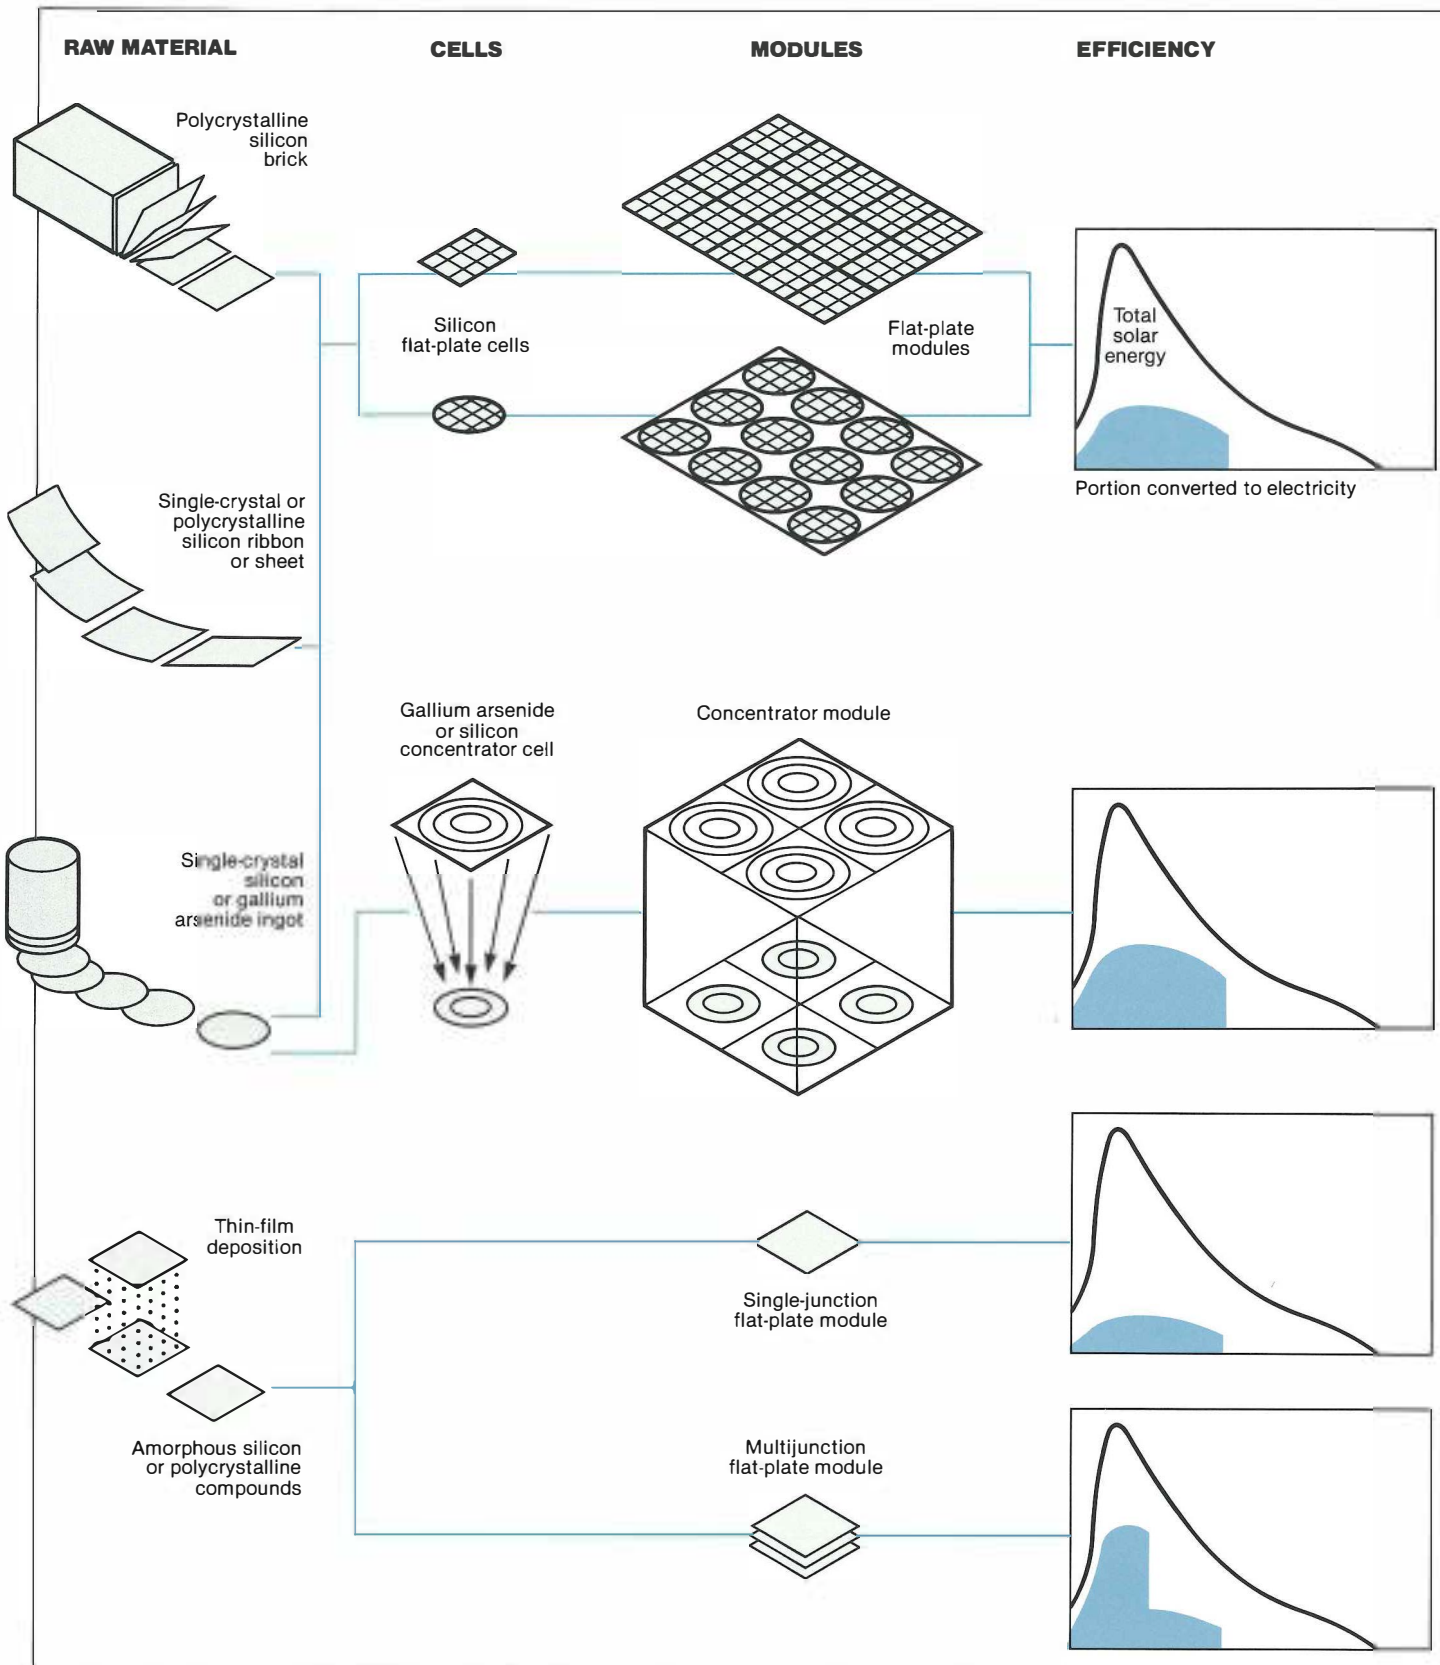 RAW MATERIAL
CELLS
MODULES
EFFICIENCY
Polycrystalline
silicon
brick
Silicon
flat-plate cells
Flat-plate
modules
Total
solar
energy
Portion converted to electricity
Single-crystal or
polycrystalline
silicon ribbon
or sheet
Gallium arsenide
or silicon
concentrator cell
Concentrator module
Single-crystal
silicon
or gallium
arsenide ingot
Thin-film
deposition
Single-junction
flat-plate module
Amorphous silicon
or polycrystalline
compounds
Multijunction
flat-plate module